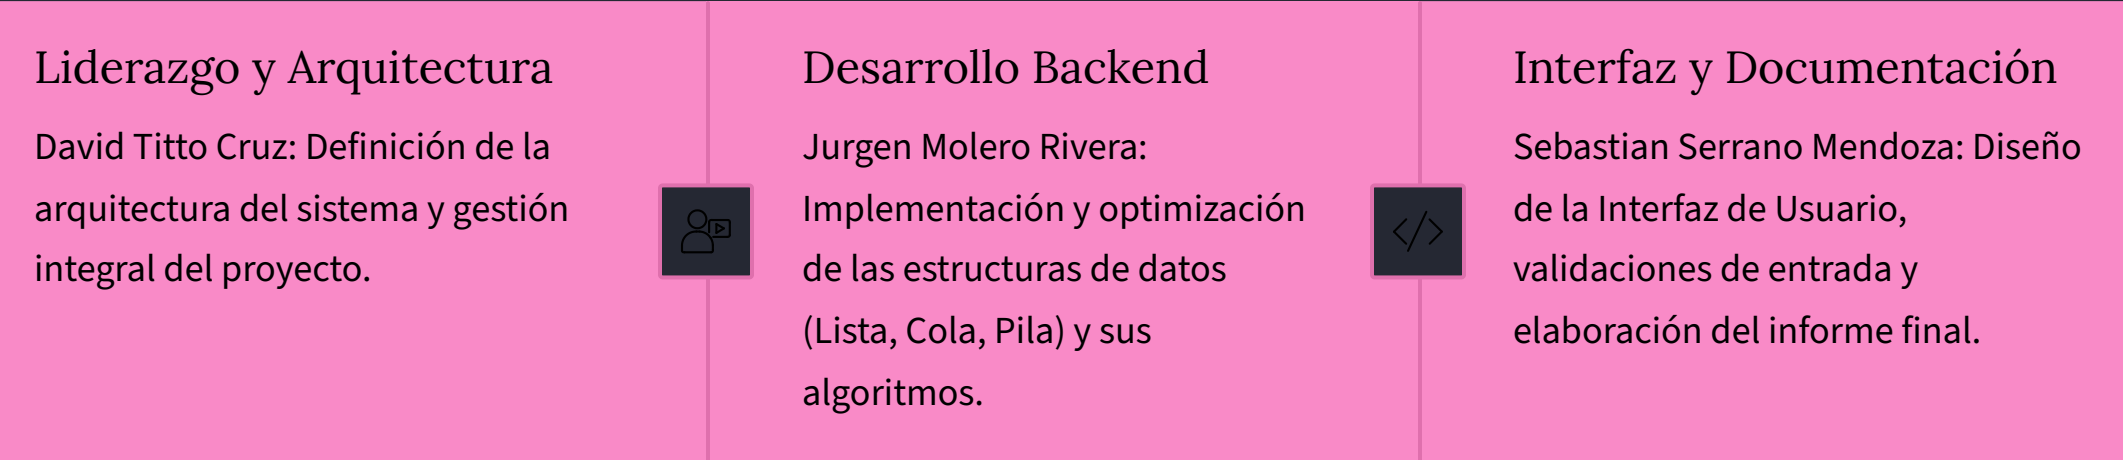 Liderazgo y Arquitectura
David Titto Cruz: Definición de la
arquitectura del sistema y gestión
integral del proyecto.
Desarrollo Backend
Jurgen Molero Rivera:
Implementación y optimización
de las estructuras de datos
(Lista, Cola, Pila) y sus
algoritmos.
Interfaz y Documentación
Sebastian Serrano Mendoza: Diseño
de la Interfaz de Usuario,
validaciones de entrada y
elaboración del informe final.